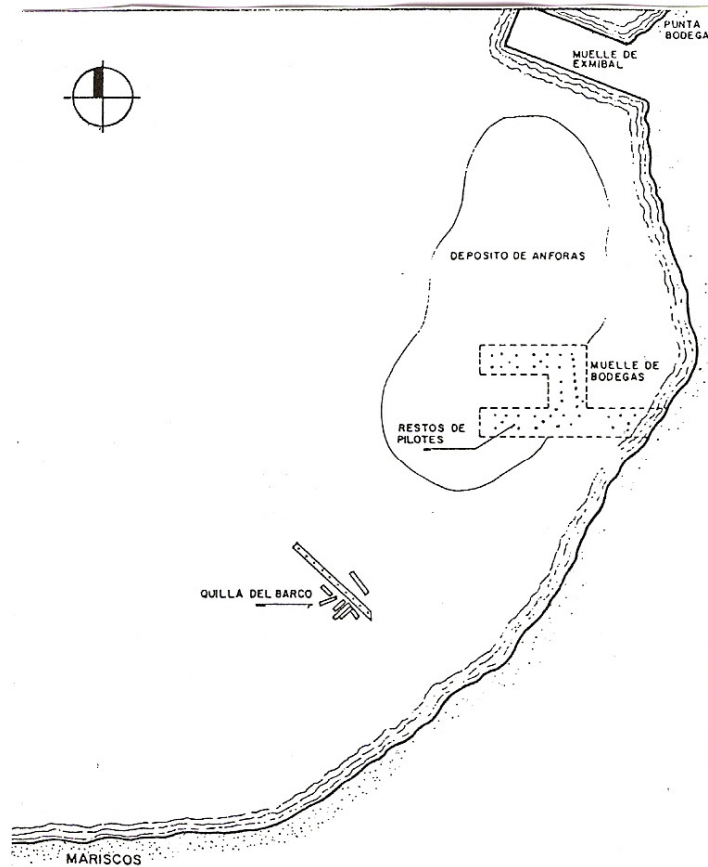 PUNTA
BODEGA
MUELLE DE
EXMIBAL
DEPOSITO DE ANFORAS
MUELLE DE
BODEGAS
RESTOS DE
PILOTES
QUILLA DEL BARCO
MARISCOS